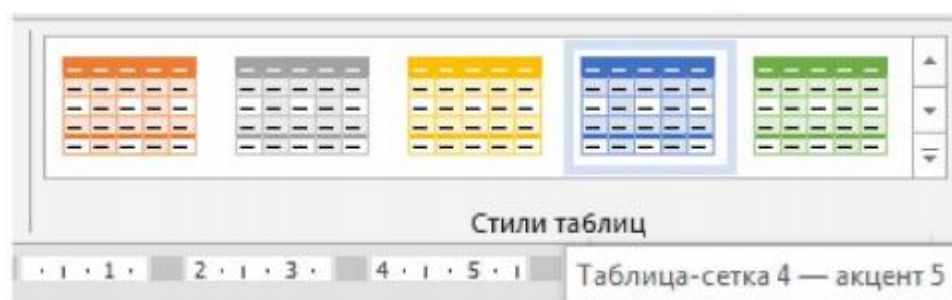 Стили таблиц
· ı · 1 · 2 · ı · 3 · 4 · ı · 5 · ı
Таблица-сетка 4 — акцент 5